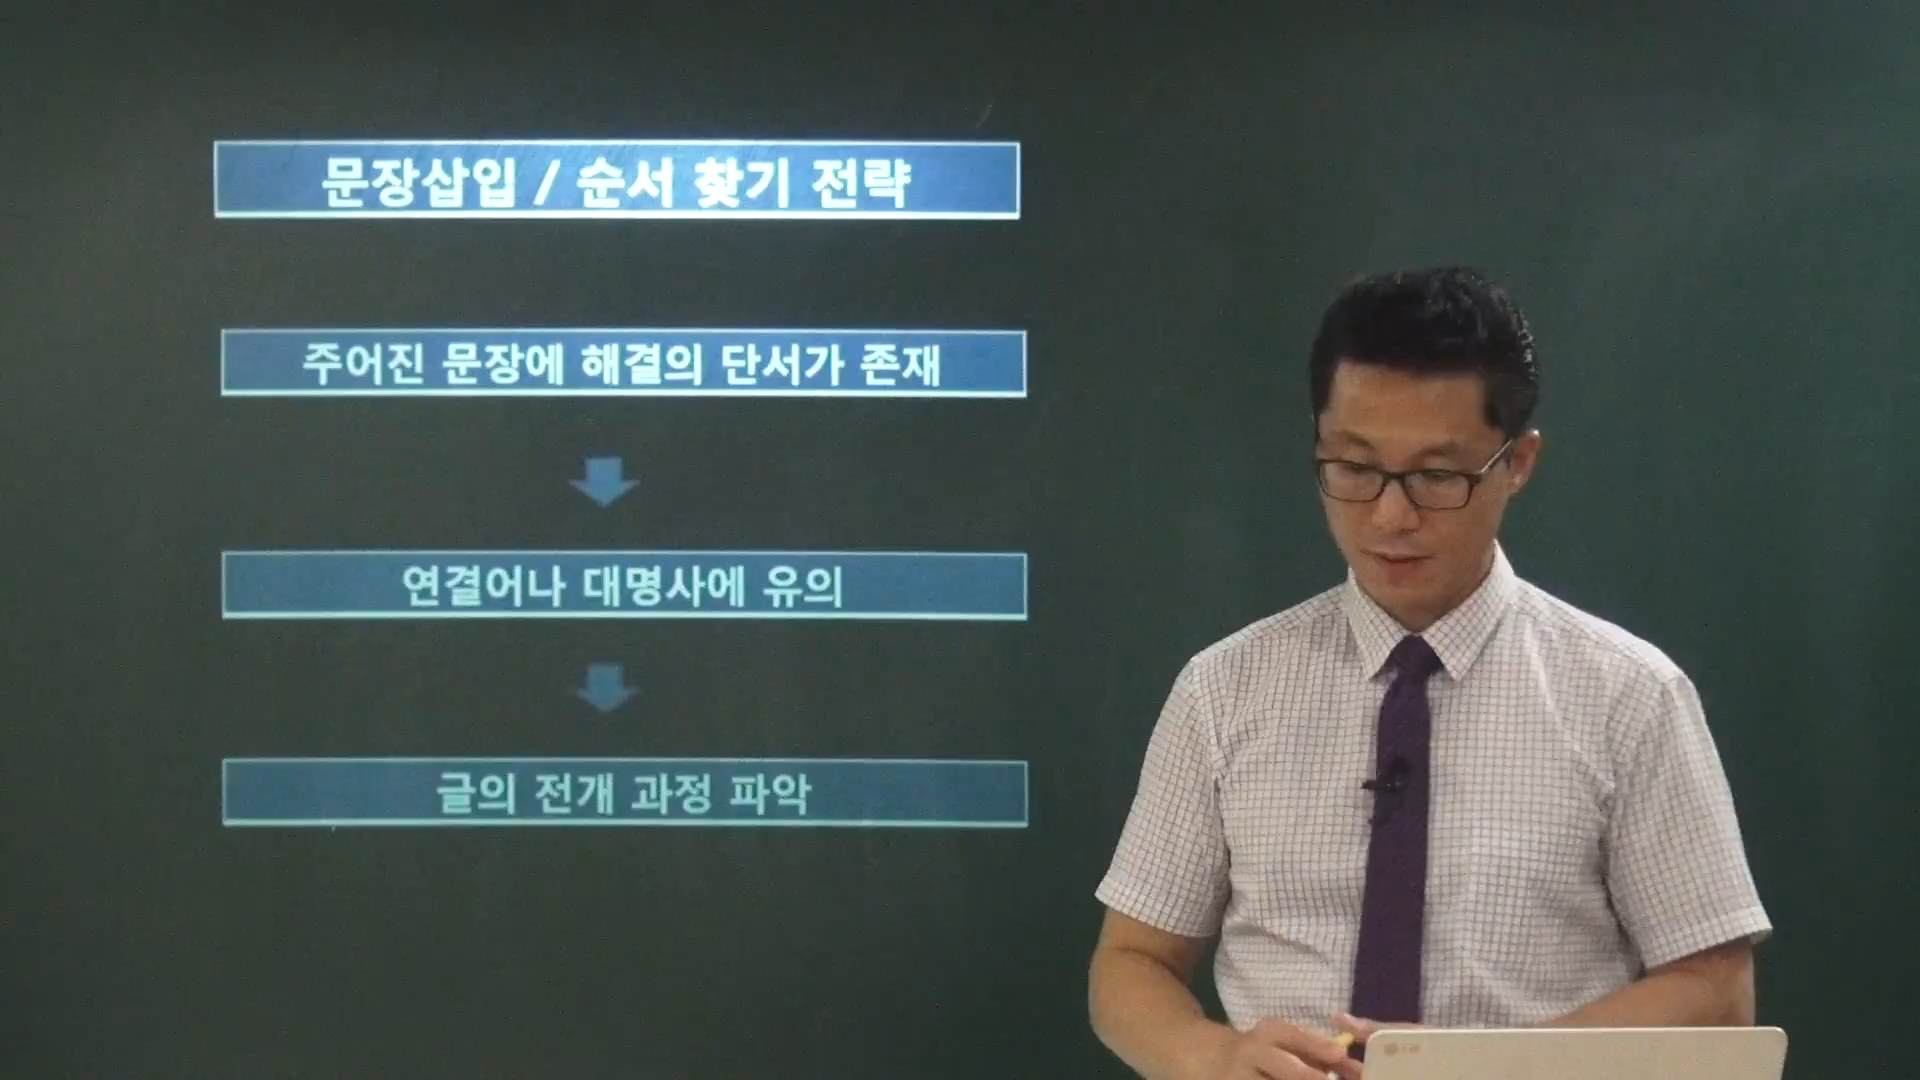 문장삽입 / 순서 찾기 전략
주어진 문장에 해결의 단서가 존재
연결어나 대명사에 유의
글의 전개 과정 파악